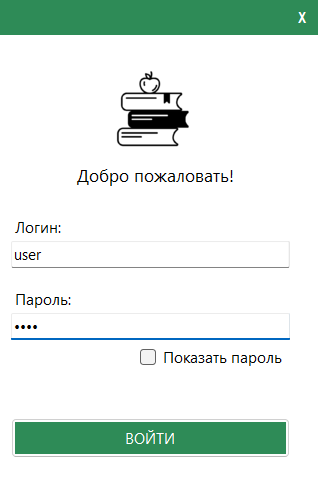 X
Добро пожаловать!
Логин:
user
Пароль:
••••
Показать пароль
ВОЙТИ